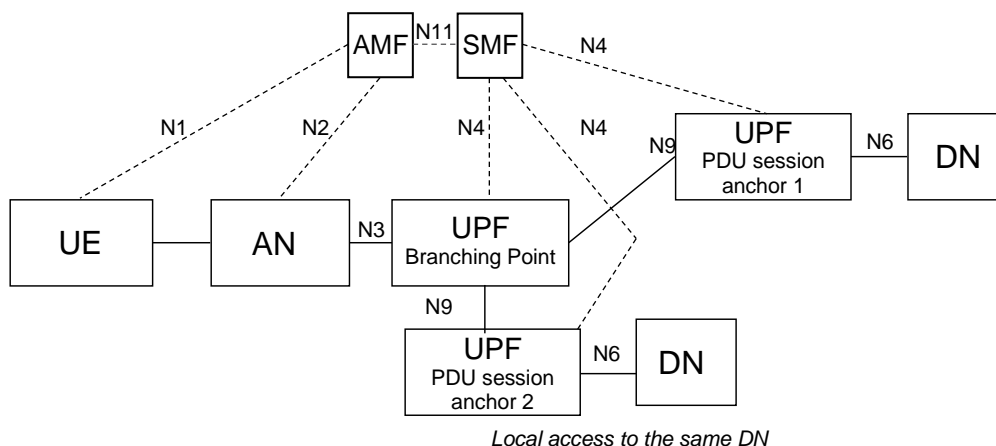 N11
AMF
SMF
N4
N1
N2
N4
N4
UPF
PDU session
anchor 1
N9
N6
DN
UE
AN
N3
UPF
Branching Point
N9
UPF
PDU session
anchor 2
N6
DN
Local access to the same DN